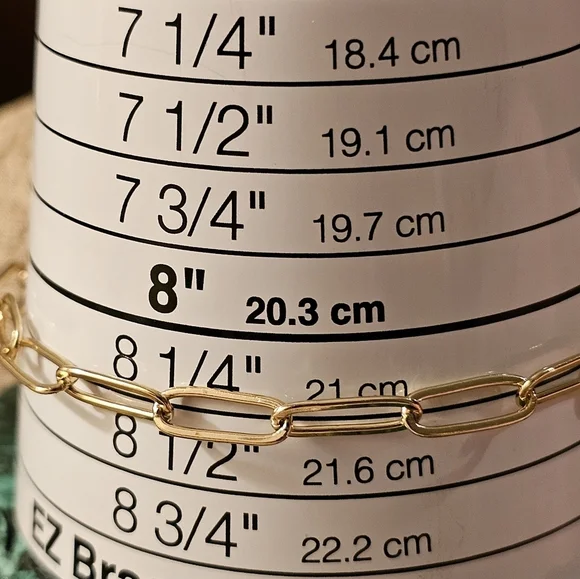 7 1/4" 18.4 cm
7 1/2" 19.1 cm
7 3/4" 19.7 cm
8" 20.3 cm
8 1/4" 21 cm
8 1/2" 21.6 cm
8 3/4" 22.2 cm
EZ Bra